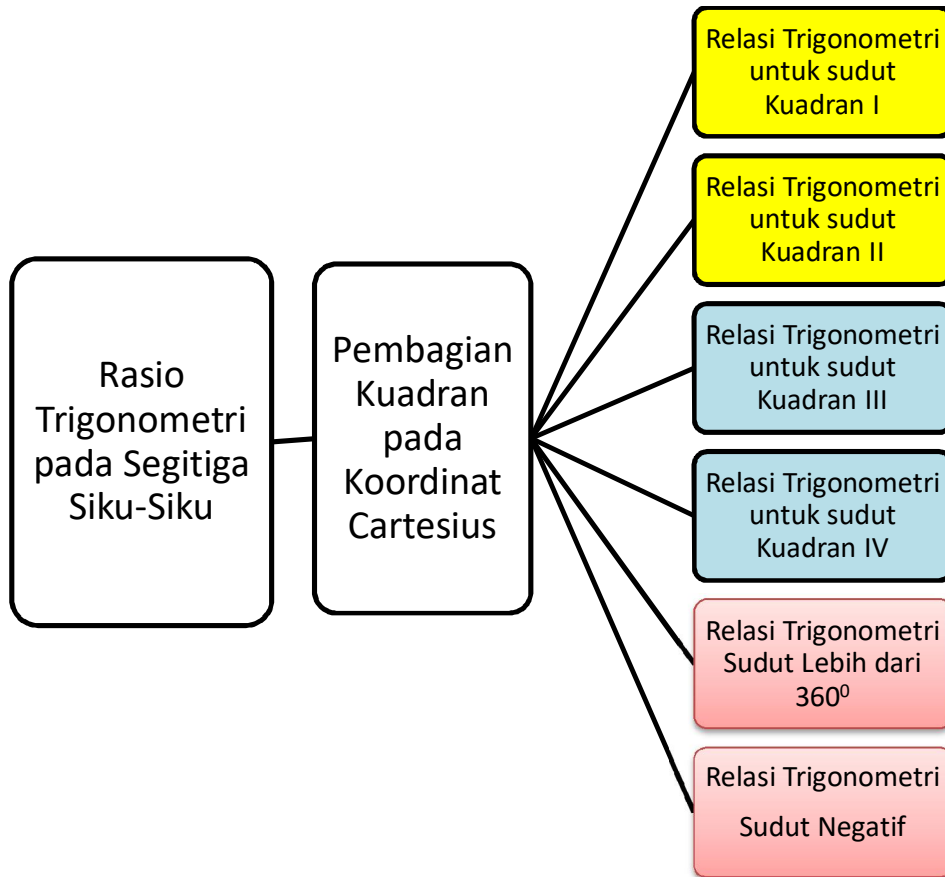 Rasio
Trigonometri
pada Segitiga
Siku-Siku
Pembagian
Kuadran
pada
Koordinat
Cartesius
Relasi Trigonometri
untuk sudut
Kuadran I
Relasi Trigonometri
untuk sudut
Kuadran II
Relasi Trigonometri
untuk sudut
Kuadran III
Relasi Trigonometri
untuk sudut
Kuadran IV
Relasi Trigonometri
Sudut Lebih dari
360⁰
Relasi Trigonometri
Sudut Negatif